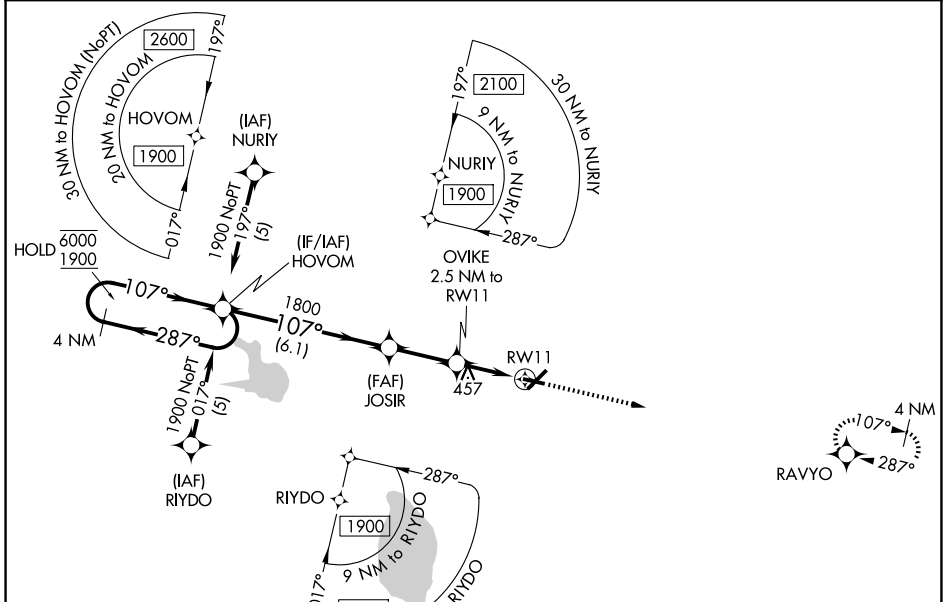 30 NM to HOVOM (NoPT)
2600
197°
20 NM to HOVOM
HOVOM
1900
017°
(IAF)
NURIY
1900 NoPT
197°
(5)
HOLD 6000
1900
107°
287°
4 NM
(IF/IAF)
HOVOM
1800
107°
(6.1)
1900 NoPT
017°
(5)
(IAF)
RIYDO
(FAF)
JOSIR
OVIKE
2.5 NM to
RW11
457
RW11
197°
2100
30 NM to NURIY
9 NM to NURIY
NURIY
1900
287°
4 NM
107°
287°
RAVYO
287°
RIYDO
1900
9 NM to RIYDO
017°
RIYDO